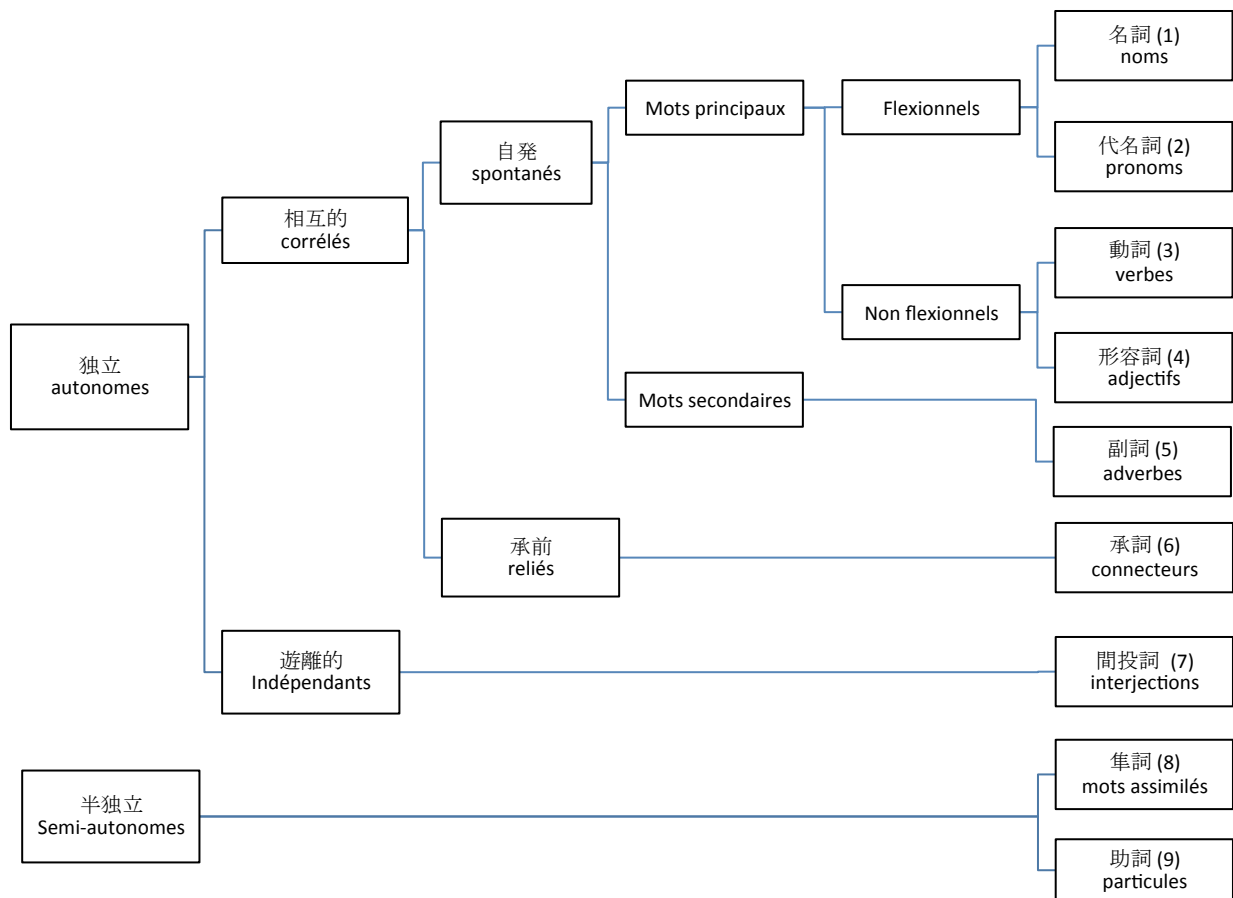 名詞 (1)
noms
Mots principaux
Flexionnels
自発
spontanés
代名詞 (2)
pronoms
相互的
corrélés
動詞 (3)
verbes
Non flexionnels
独立
autonomes
形容詞 (4)
adjectifs
Mots secondaires
副詞 (5)
adverbes
承前
reliés
承詞 (6)
connecteurs
遊離的
Indépendants
間投詞 (7)
interjections
隼詞 (8)
mots assimilés
半独立
Semi-autonomes
助詞 (9)
particules